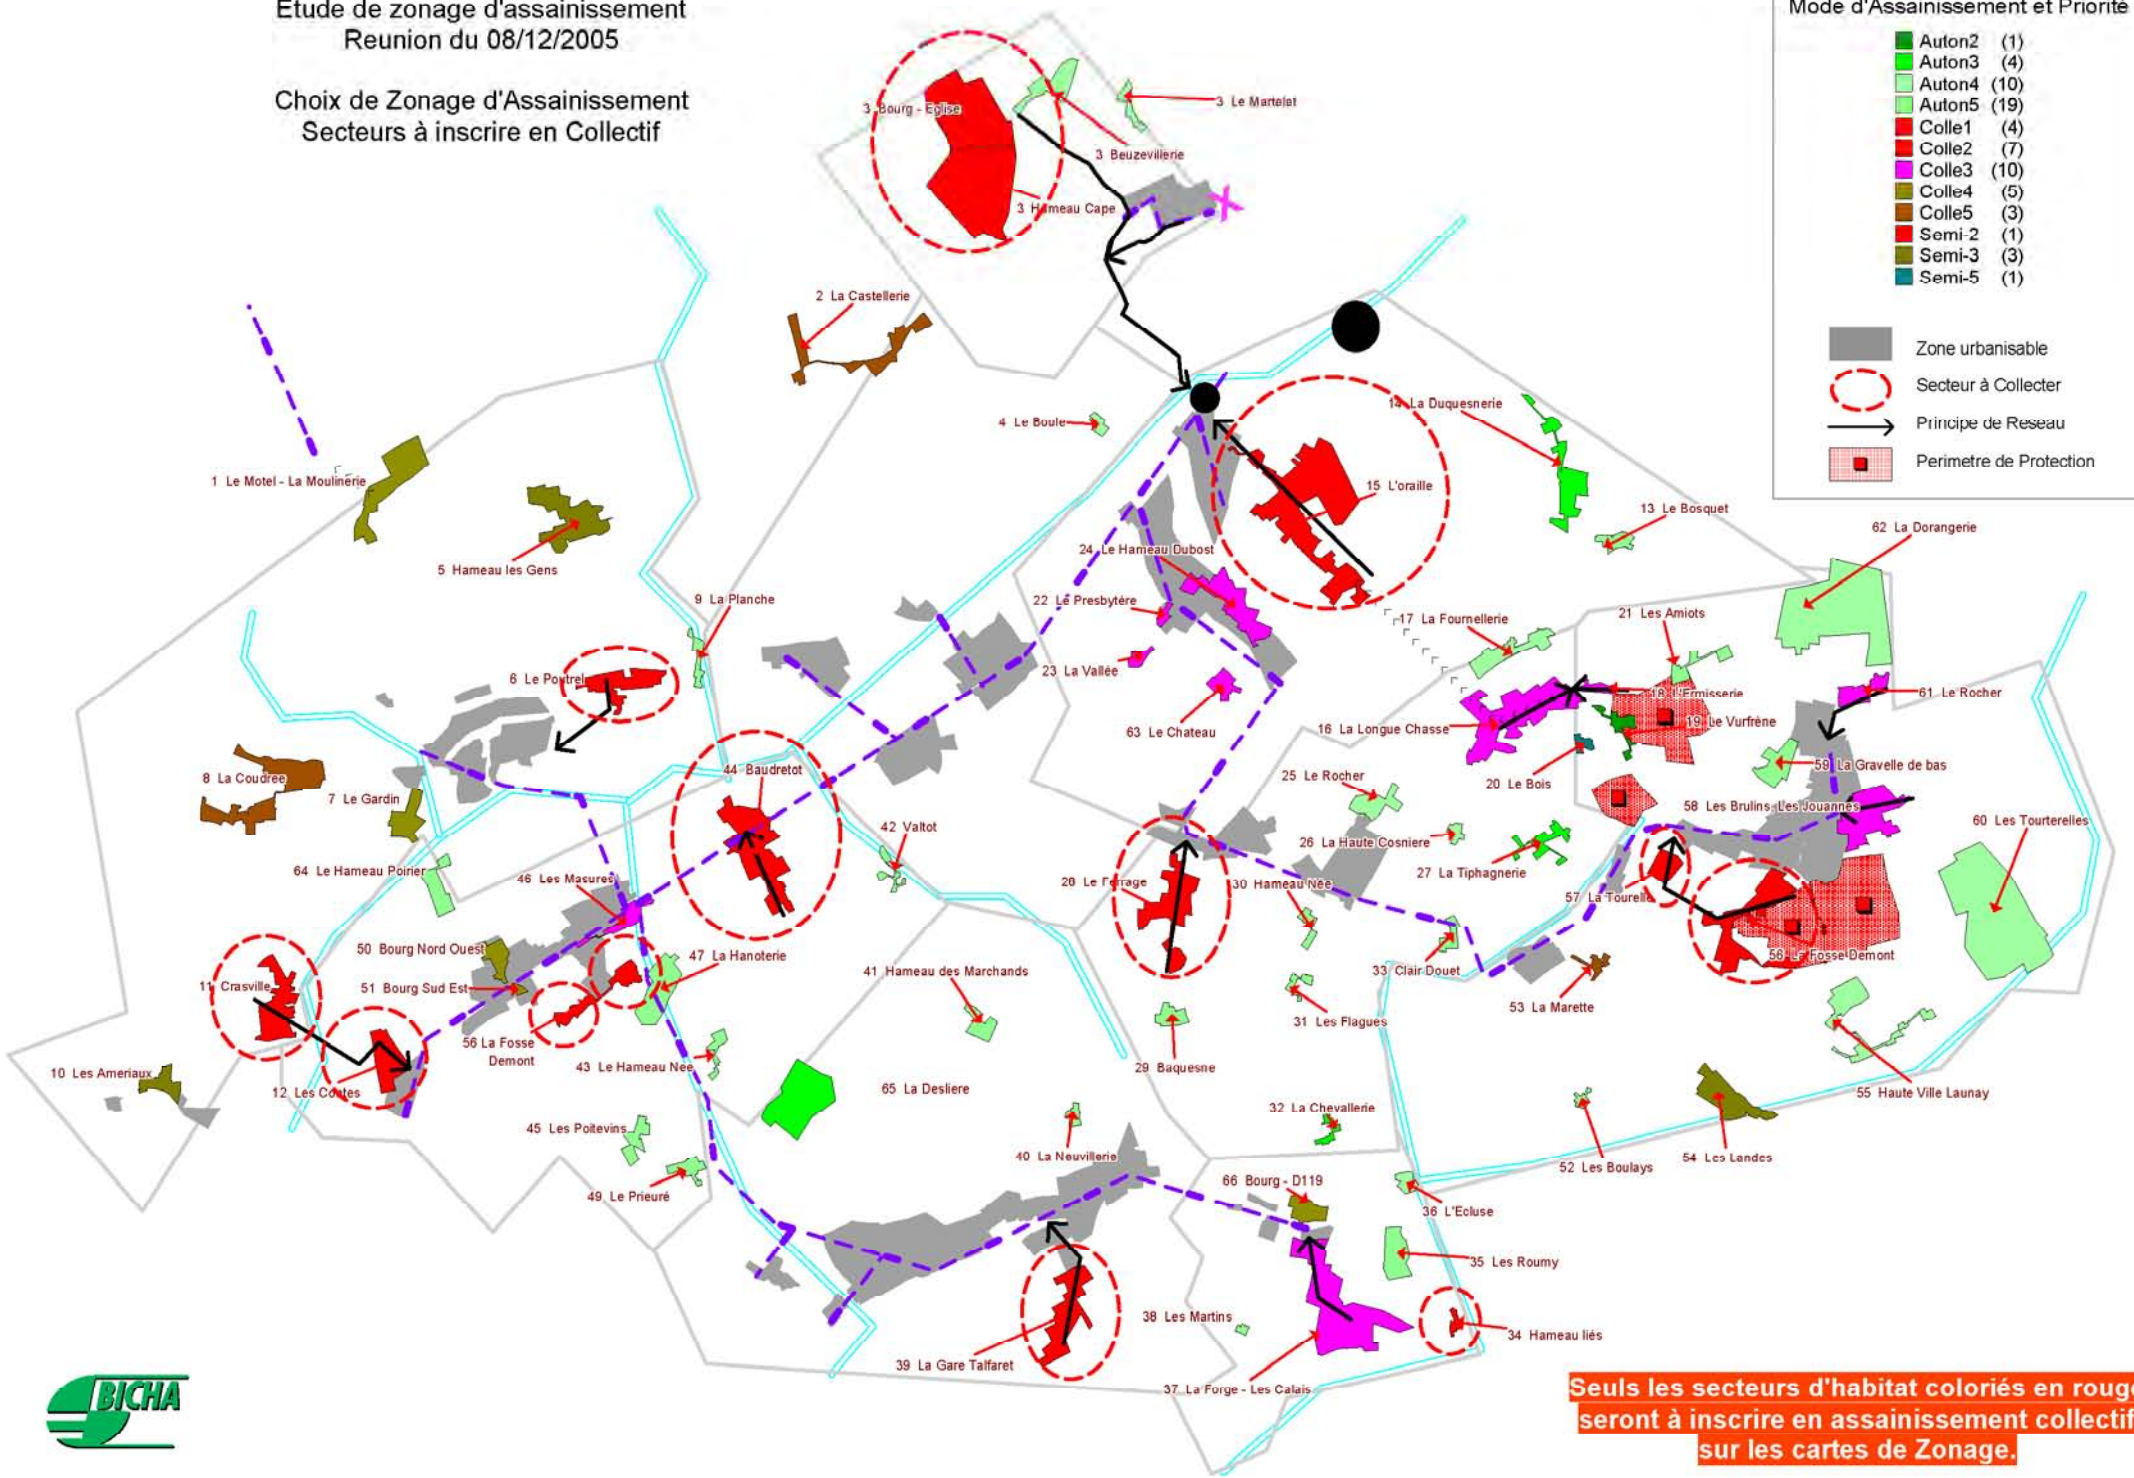 Etude de zonage d'assainissement
Reunion du 08/12/2005
Choix de Zonage d'Assainissement
Secteurs à inscrire en Collectif
Mode d'Assainissement et Priorité
Auton2 (1)
Auton3 (4)
Auton4 (10)
Auton5 (19)
Colle1 (4)
Colle2 (7)
Colle3 (10)
Colle4 (5)
Colle5 (3)
Semi-2 (1)
Semi-3 (3)
Semi-5 (1)
Zone urbanisable
Secteur à Collecter
Principe de Reseau
Perimetre de Protection
3 Bourg - Eglise
3 Le Martelet
3 Beuzevillerie
3 Hameau Cape
2 La Castellerie
4 Le Boule
14 La Duquesnerie
1 Le Motel - La Moulinerie
15 L'oraille
13 Le Bosquet
62 La Dorangerie
5 Hameau les Gens
24 Le Hameau Dubost
9 La Planche
22 Le Presbytère
17 La Fournellerie
21 Les Amiots
23 La Vallée
6 Le Poutrel
18 L'Ermisserie
61 Le Rocher
16 La Longue Chasse
19 Le Vurfrêne
63 Le Chateau
8 La Coudree
44 Baudretot
59 La Gravelle de bas
25 Le Rocher
20 Le Bois
7 Le Gardin
58 Les Brulins, Les Jouannes
60 Les Tourterelles
42 Valtot
26 La Haute Cosniere
64 Le Hameau Poirier
46 Les Masures
27 La Tiphagnerie
28 Le Ferrage
30 Hameau Née
57 La Tourelle
50 Bourg Nord Ouest
47 La Hanoterie
56 La Fosse Demont
41 Hameau des Marchands
33 Clair Douet
11 Crasville
51 Bourg Sud Est
53 La Marette
31 Les Flagues
56 La Fosse
Demont
43 Le Hameau Née
29 Baquesne
10 Les Ameriaux
12 Les Costes
65 La Desliere
55 Haute Ville Launay
32 La Chevallerie
45 Les Poitevins
40 La Neuvillerie
54 Les Landes
52 Les Boulays
66 Bourg - D119
49 Le Prieuré
36 L'Ecluse
35 Les Roumy
38 Les Martins
34 Hameau liés
39 La Gare Talfaret
37 La Forge - Les Calais
BICHA
Seuls les secteurs d'habitat coloriés en rouge
seront à inscrire en assainissement collectif
sur les cartes de Zonage.